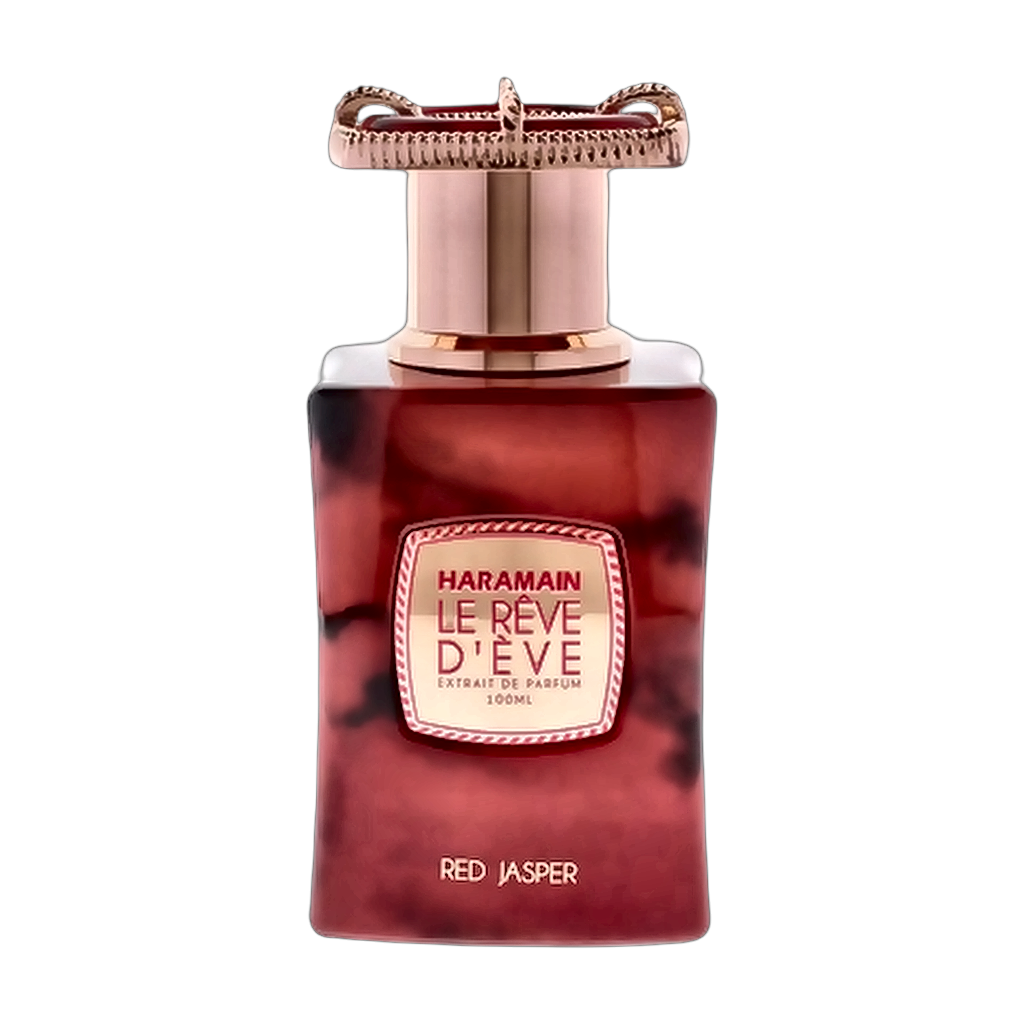 HARAMAIN
LE RÊVE
D'ÈVE
EXTRAIT DE PARFUM
100ML
RED JASPER